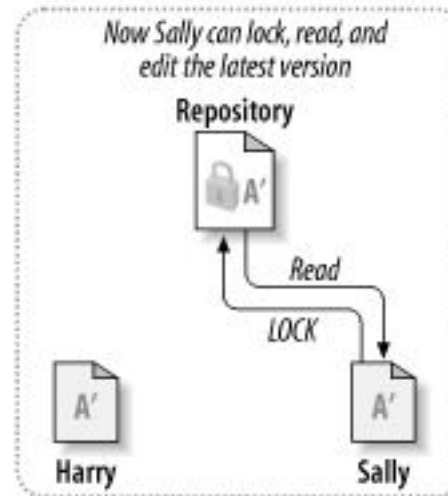 Now Sally can lock, read, and
edit the latest version
Repository
A'
Read
LOCK
A'
A'
Harry
Sally